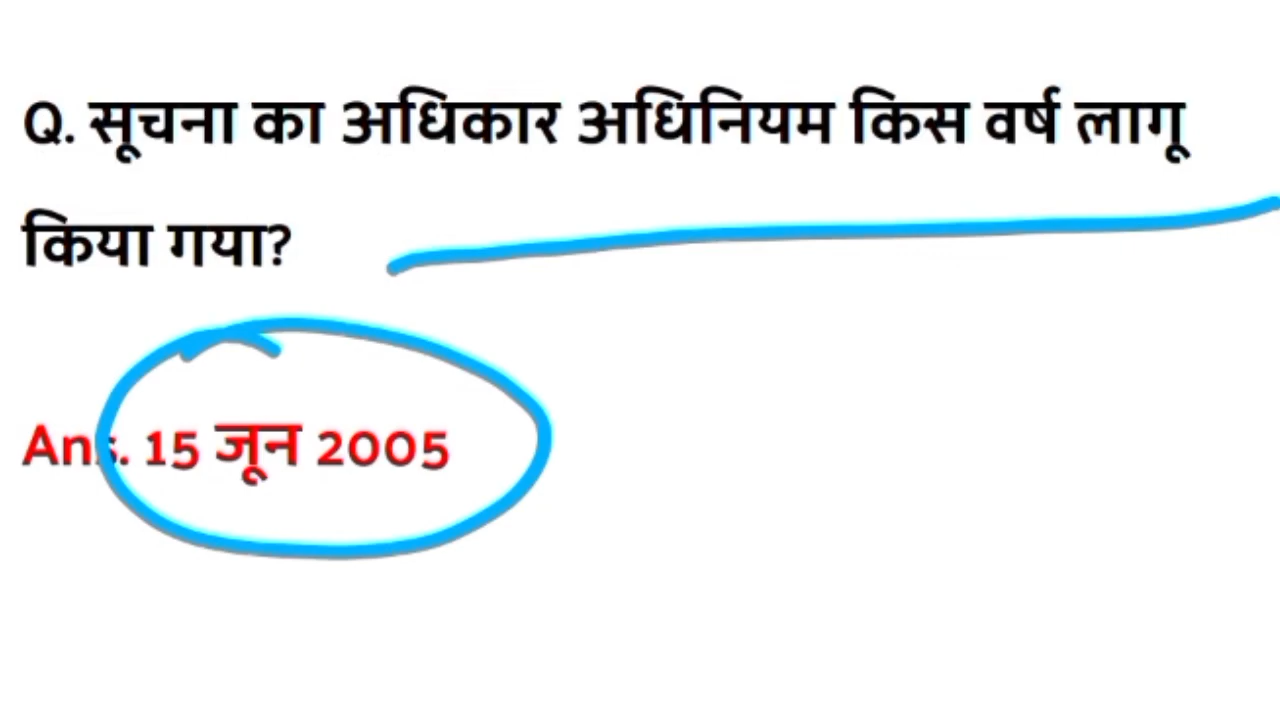 Q. सूचना का अधिकार अधिनियम किस वर्ष लागू
किया गया?
Ans. 15 जून 2005